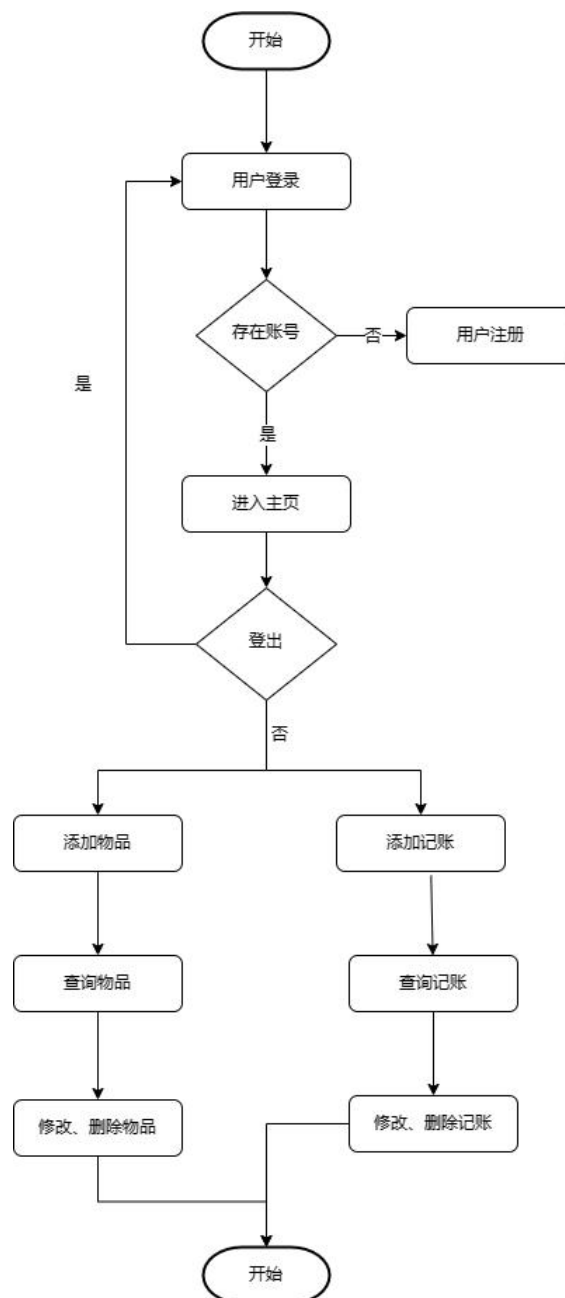 开始
用户登录
存在账号
否
用户注册
是
是
进入主页
登出
否
添加物品
添加记账
查询物品
查询记账
修改、删除物品
修改、删除记账
开始